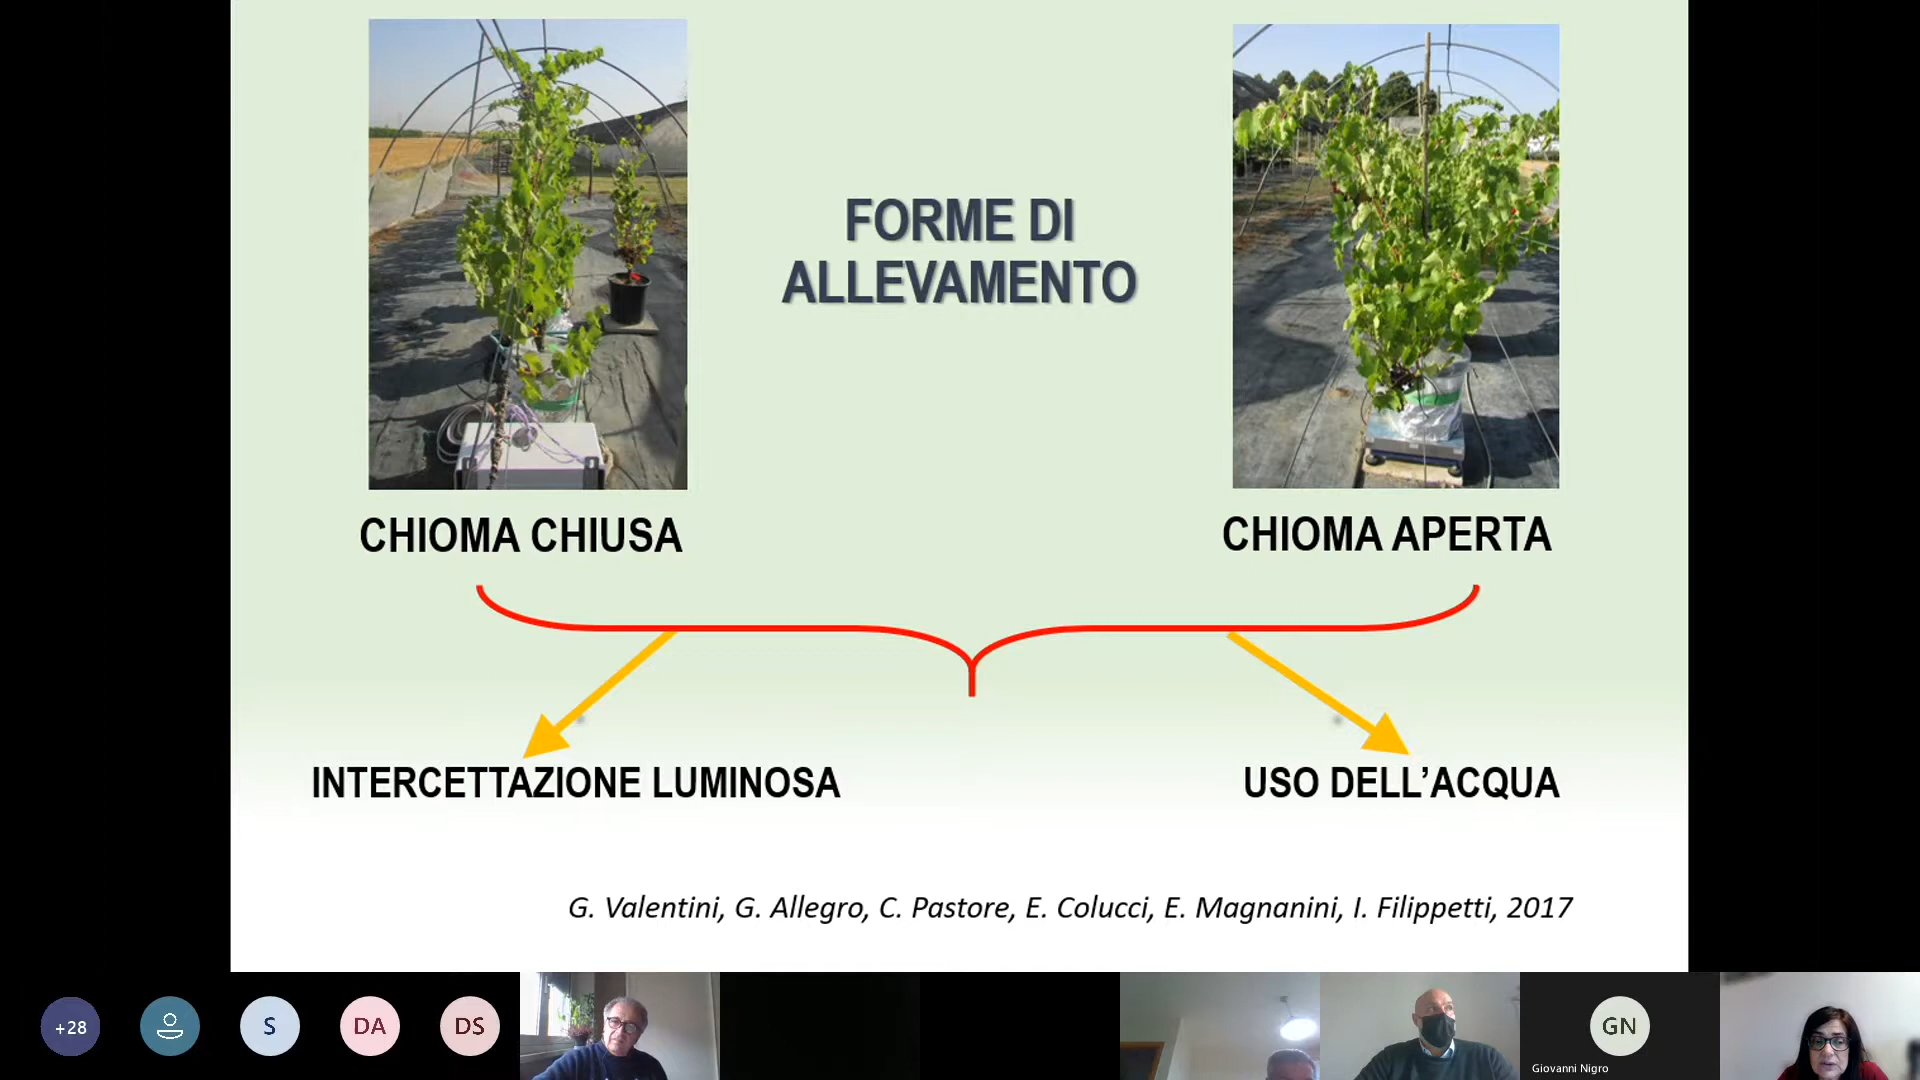 FORME DI
ALLEVAMENTO
CHIOMA CHIUSA
CHIOMA APERTA
INTERCETTAZIONE LUMINOSA
USO DELL’ACQUA
G. Valentini, G. Allegro, C. Pastore, E. Colucci, E. Magnanini, I. Filippetti, 2017
+28
S
DA
DS
GN
Giovanni Nigro